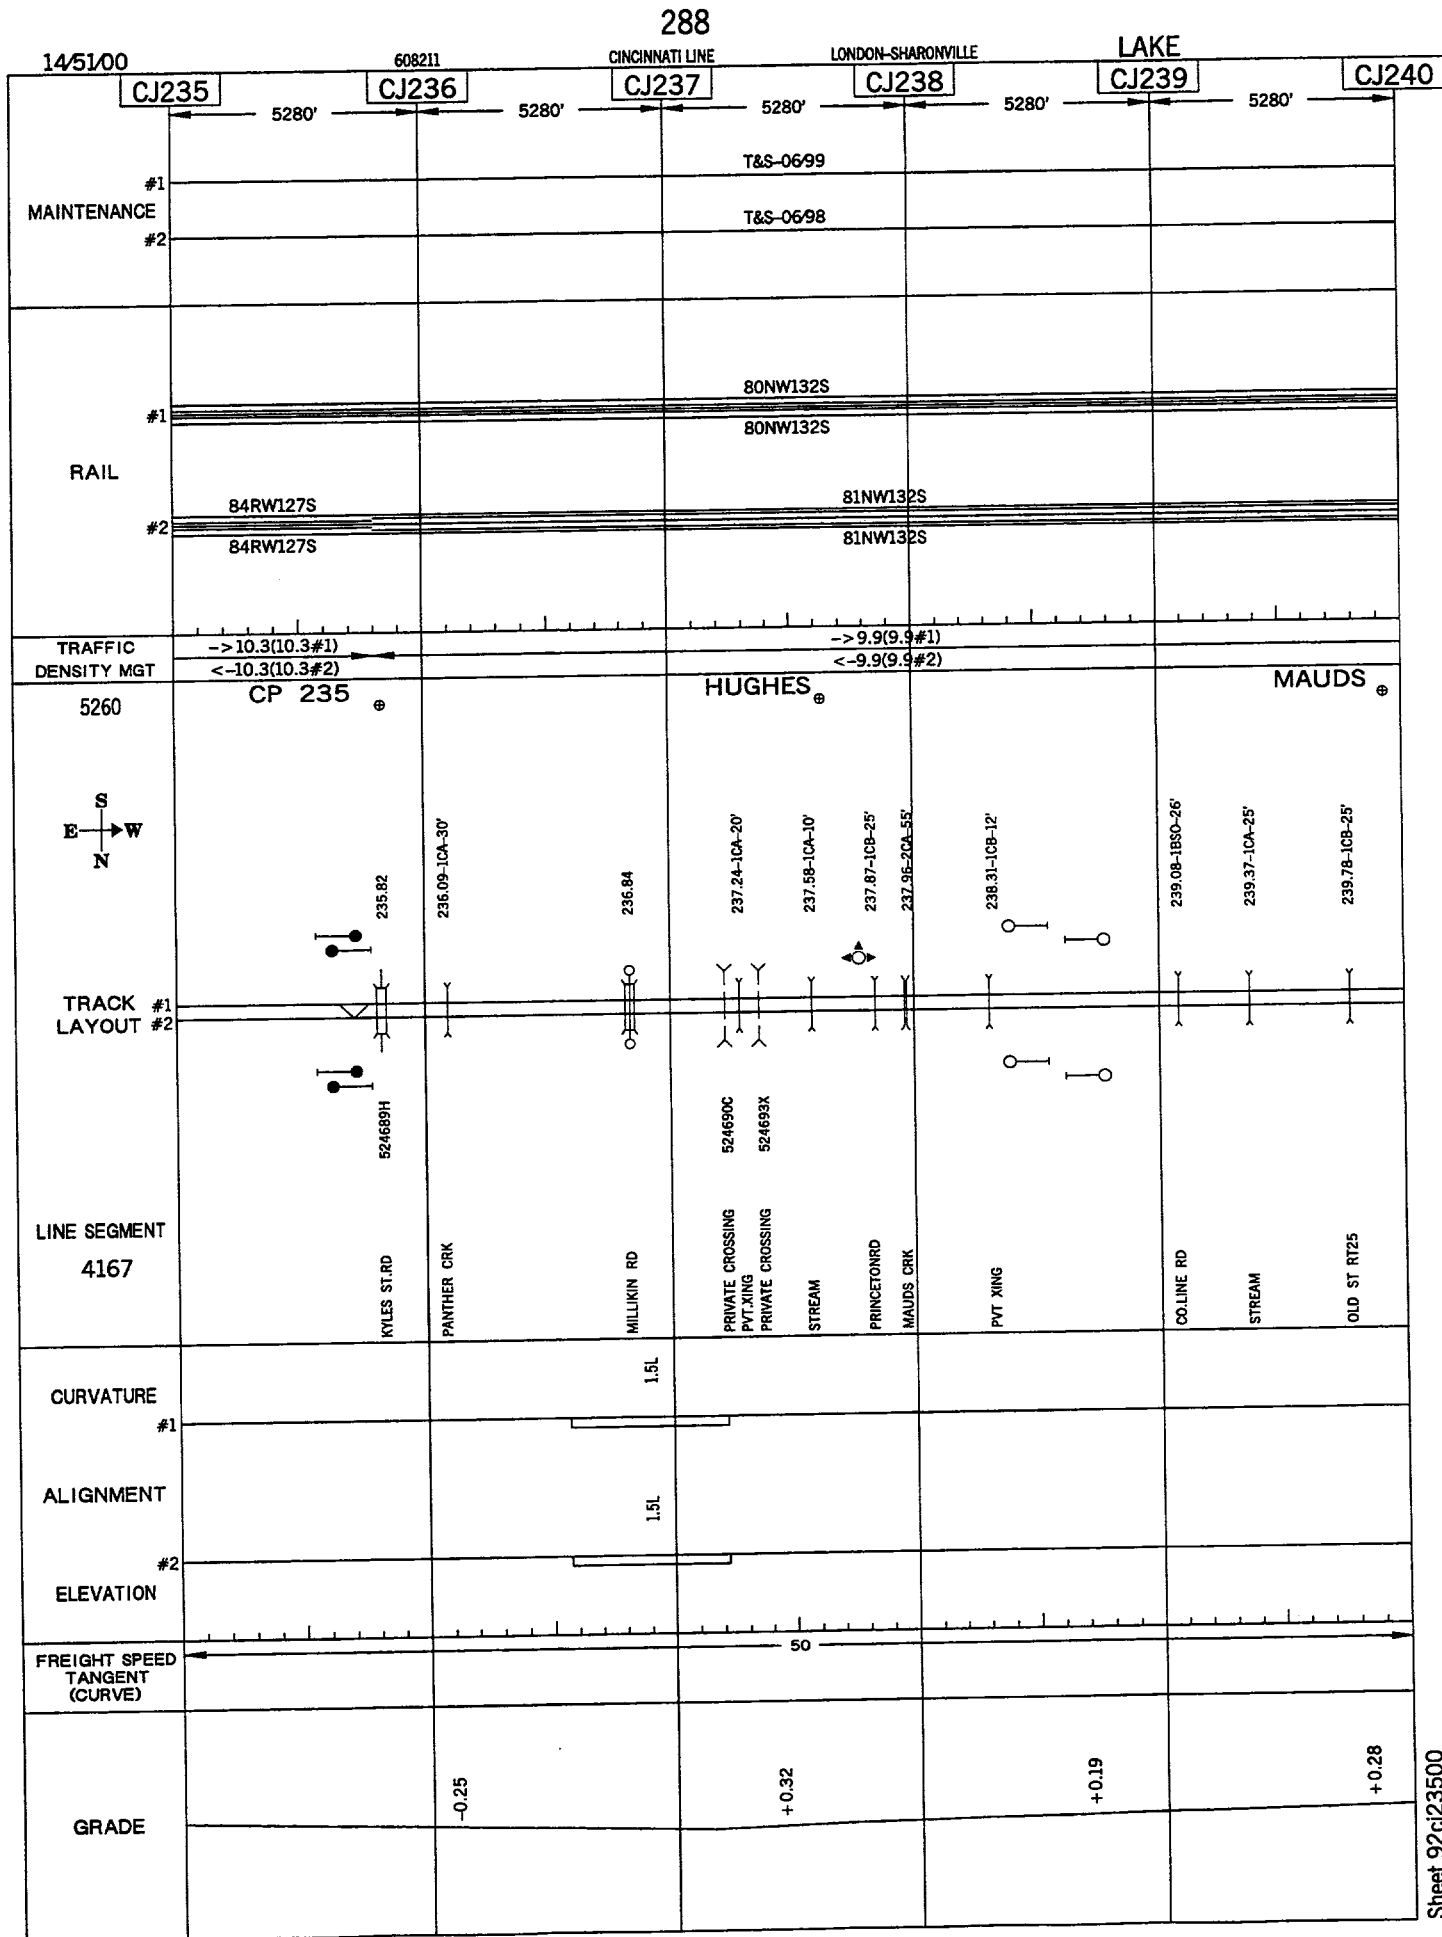 288
14/51/00
608211
CINCINNATI LINE
LONDON-SHARONVILLE
LAKE
CJ235
CJ236
CJ237
CJ238
CJ239
CJ240
5280'
5280'
5280'
5280'
5280'
MAINTENANCE
#1
T&S-06/99
#2
T&S-06/98
RAIL
#1
80NW132S
80NW132S
#2
84RW127S
81NW132S
84RW127S
81NW132S
TRAFFIC
DENSITY MGT
->10.3(10.3#1)
->9.9(9.9#1)
<-10.3(10.3#2)
<-9.9(9.9#2)
5260
CP 235
HUGHES
MAUDS
S
E W
N
235.82
236.09-1CA-30'
236.84
237.24-1CA-20'
237.58-1CA-10'
237.87-1CB-25'
237.96-2CA-55'
238.31-1CB-12'
239.08-1BSO-26'
239.37-1CA-25'
239.78-1CB-25'
TRACK #1
LAYOUT #2
524689H
524690C
524693X
LINE SEGMENT
4167
KYLES ST.RD
PANTHER CRK
MILLIKIN RD
PRIVATE CROSSING
PVT.XING
PRIVATE CROSSING
STREAM
PRINCETONRD
MAUDS CRK
PVT XING
CO.LINE RD
STREAM
OLD ST RT25
CURVATURE
#1
1.5L
ALIGNMENT
1.5L
#2
ELEVATION
FREIGHT SPEED
TANGENT
(CURVE)
50
GRADE
-0.25
+0.32
+0.19
+0.28
Sheet 92cj23500